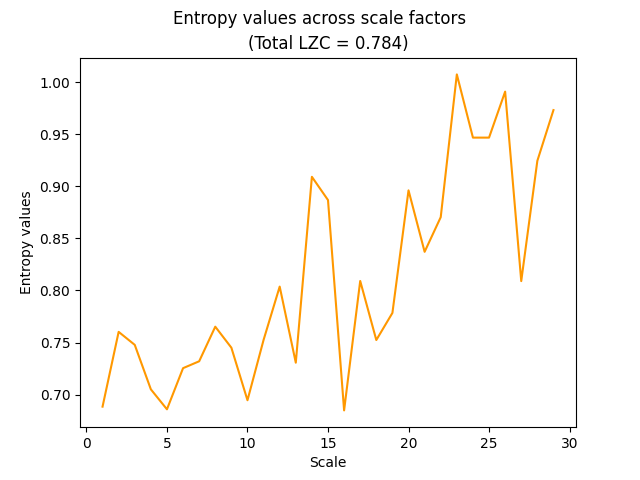 Entropy values across scale factors
(Total LZC = 0.784)
1.00
0.95
0.90
0.85
0.80
0.75
0.70
Entropy values
0 5 10 15 20 25 30
Scale